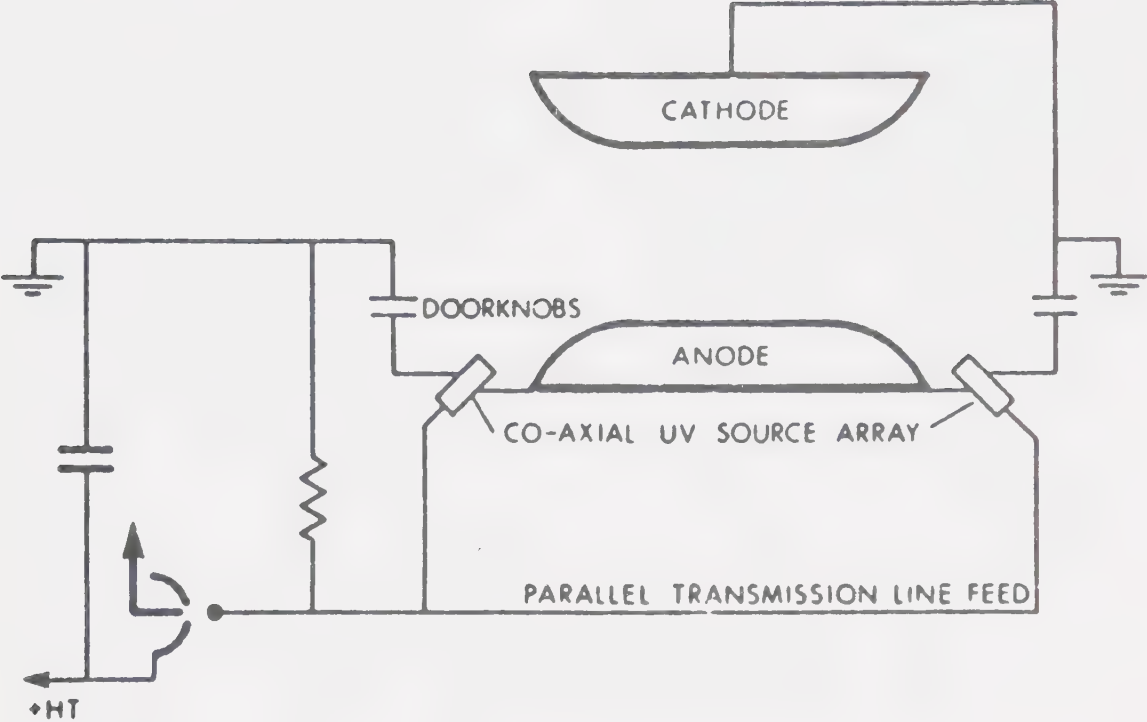 CATHODE
DOORKNOBS
ANODE
CO-AXIAL UV SOURCE ARRAY
PARALLEL TRANSMISSION LINE FEED
+HT